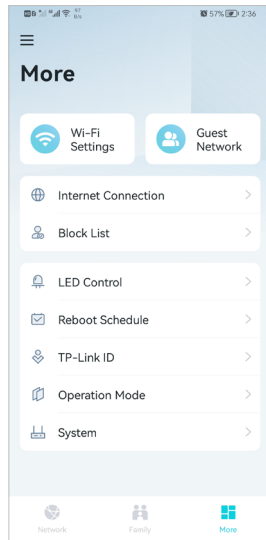 57% 2:36
More
Wi-Fi
Settings
Guest
Network
Internet Connection
Block List
LED Control
Reboot Schedule
TP-Link ID
Operation Mode
System
Network
Family
More